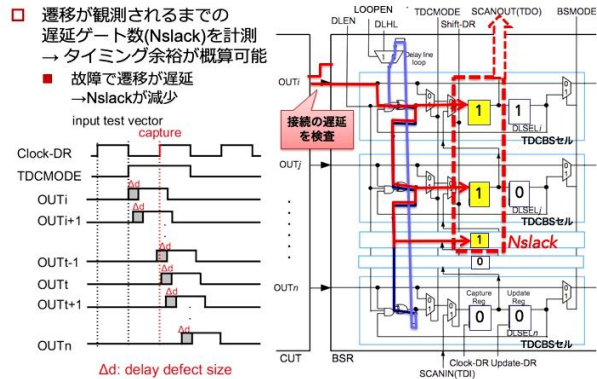 遷移が観測されるまでの
遅延ゲート数(Nslack)を計測
→ タイミング余裕が概算可能
故障で遷移が遅延
→Nslackが減少
input test vector
capture
Clock-DR
TDCMODE
Δd
OUTi
Δd
OUTi+1
Δd
OUTt-1
Δd
OUTt
Δd
OUTt+1
Δd
OUTn
Δd: delay defect size
LOOPEN
DLEN
DLHL
TDCMODE
Shift-DR
SCANOUT(TDO)
BSMODE
Delay line
loop
OUTi
接続の遅延
を検査
1
1
DLSELi
TDCBSセル
OUTj
1
0
DLSELj
TDCBSセル
1
Nslack
0
OUTn
Capture
Reg
Update
Reg
0
0
DLSELn
TDCBSセル
Clock-DR Update-DR
CUT
BSR
SCANIN(TDI)